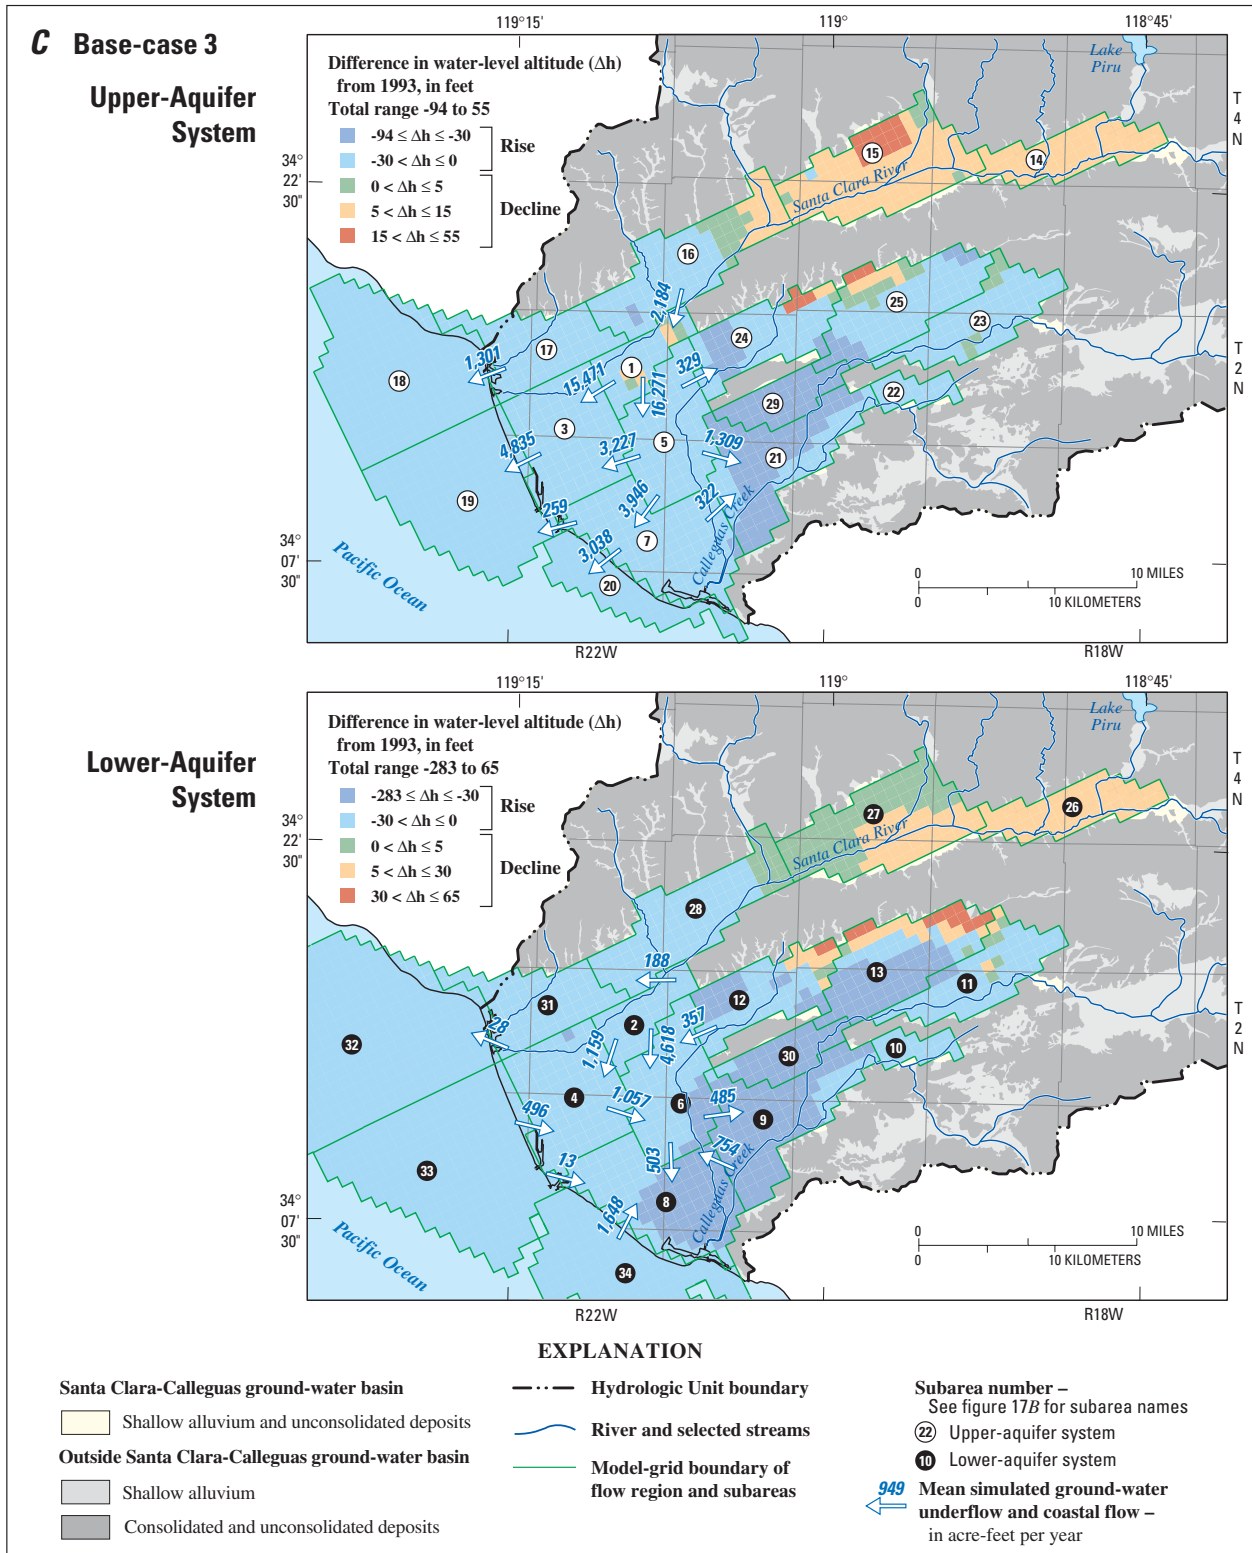 C Base-case 3
Upper-Aquifer
System
119°15'
119°
118°45'
Difference in water-level altitude (Δh)
from 1993, in feet
Total range -94 to 55
-94 ≤ Δh ≤ -30
-30 < Δh ≤ 0
Rise
0 < Δh ≤ 5
5 < Δh ≤ 15
15 < Δh ≤ 55
Decline
Lake
Piru
T
4
N
T
2
N
34°
22'
30"
34°
07'
30"
15
14
Santa Clara River
16
2,184
25
23
24
17
1,301
18
1
329
15,471
16,271
22
29
3
5
4,835
3,227
1,309
21
19
259
3,946
322
7
3,038
20
Calleguas Creek
Pacific Ocean
0
10 MILES
0
10 KILOMETERS
R22W
R18W
Lower-Aquifer
System
119°15'
119°
118°45'
Difference in water-level altitude (Δh)
from 1993, in feet
Total range -283 to 65
-283 ≤ Δh ≤ -30
-30 < Δh ≤ 0
Rise
0 < Δh ≤ 5
5 < Δh ≤ 30
30 < Δh ≤ 65
Decline
Lake
Piru
T
4
N
T
2
N
34°
22'
30"
34°
07'
30"
27
26
Santa Clara River
28
188
13
11
12
31
28
32
2
357
1,159
4,618
10
30
4
1,057
6
485
9
496
13
503
754
33
8
1,648
34
Calleguas Creek
Pacific Ocean
0
10 MILES
0
10 KILOMETERS
R22W
R18W
EXPLANATION
Santa Clara-Calleguas ground-water basin
Shallow alluvium and unconsolidated deposits
Outside Santa Clara-Calleguas ground-water basin
Shallow alluvium
Consolidated and unconsolidated deposits
Hydrologic Unit boundary
River and selected streams
Model-grid boundary of
flow region and subareas
Subarea number –
See figure 17B for subarea names
22 Upper-aquifer system
10 Lower-aquifer system
949 Mean simulated ground-water
underflow and coastal flow –
in acre-feet per year